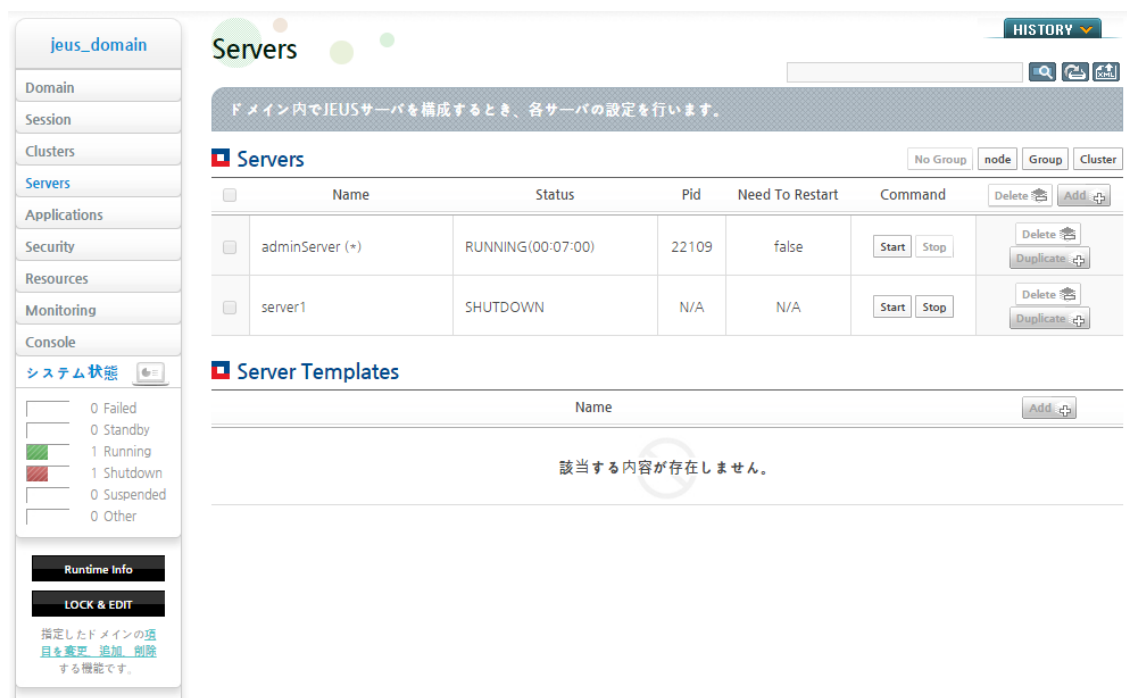 jeus_domain
Domain
Session
Clusters
Servers
Applications
Security
Resources
Monitoring
Console
システム状態
0 Failed
0 Standby
1 Running
1 Shutdown
0 Suspended
0 Other
Runtime Info
LOCK & EDIT
指定したドメインの項
目を変更、追加、削除
する機能です。
Servers
HISTORY
XML
ドメイン内でJEUSサーバを構成するとき、各サーバの設定を行います。
Servers
No Group node Group Cluster
Name Status Pid Need To Restart Command Delete Add
adminServer (*) RUNNING(00:07:00) 22109 false Start Stop Delete
Duplicate
server1 SHUTDOWN N/A N/A Start Stop Delete
Duplicate
Server Templates
Name Add
該当する内容が存在しません。